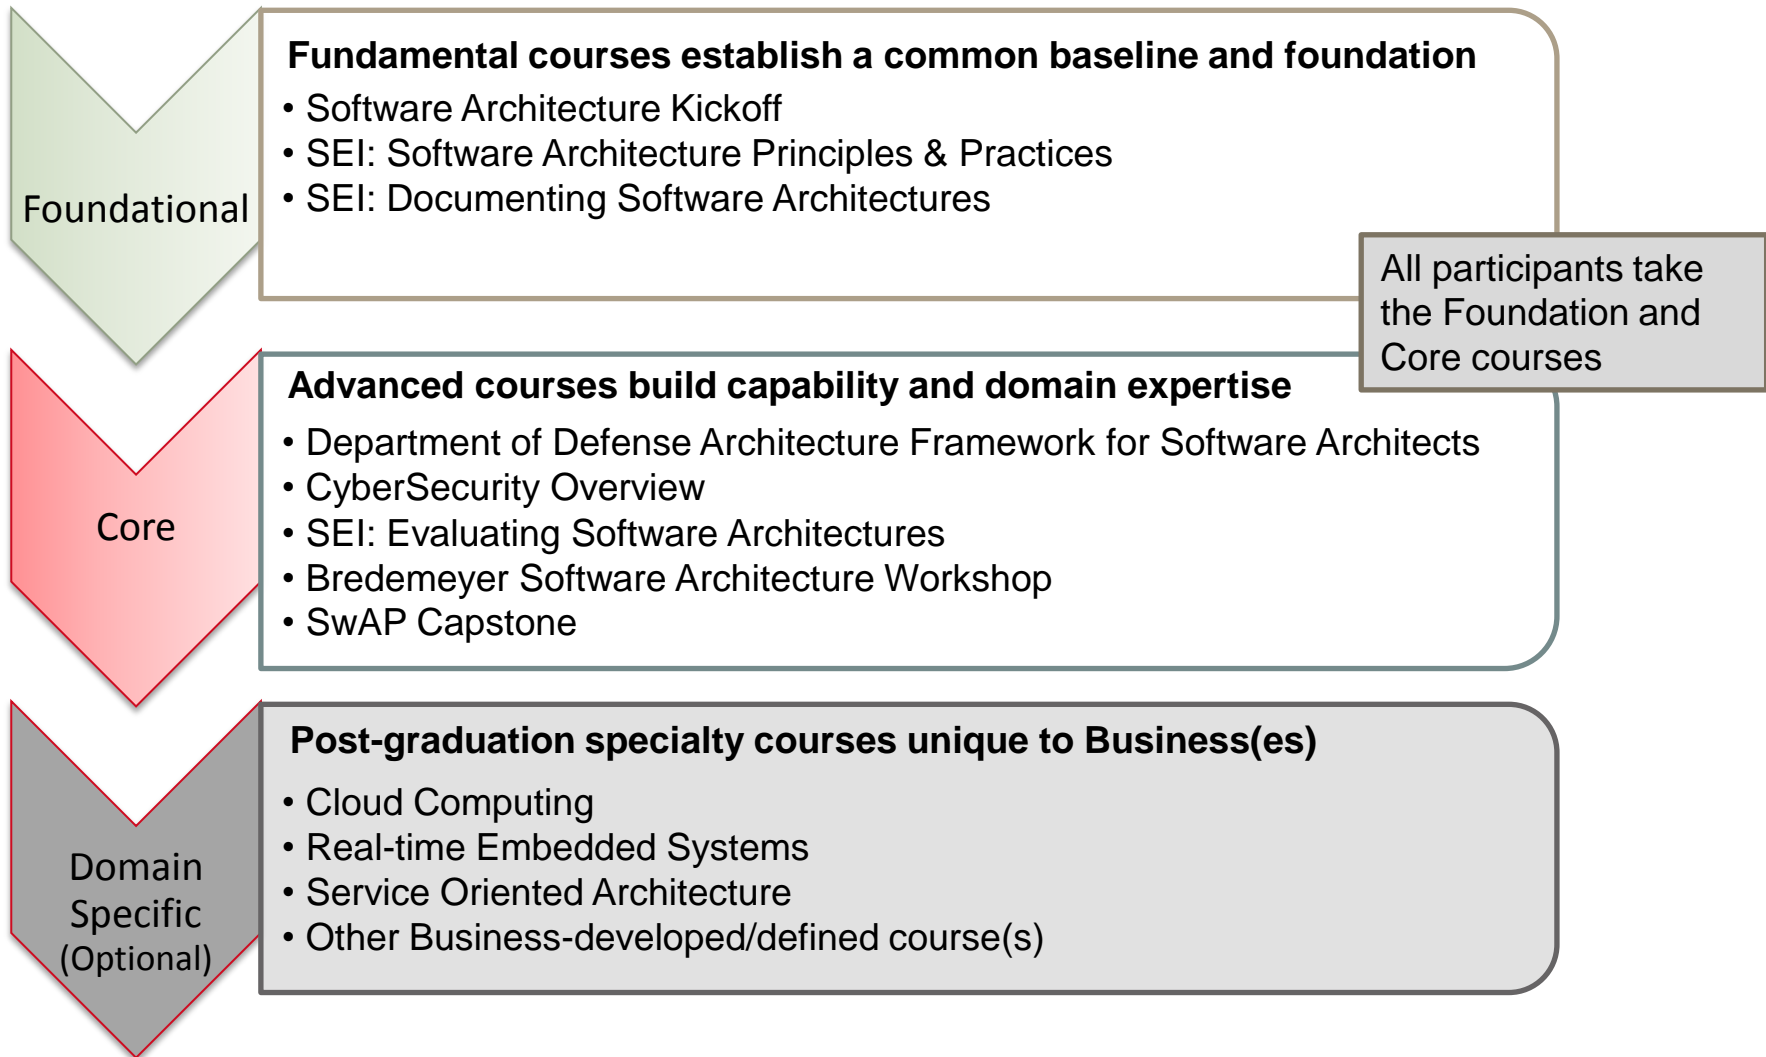 Fundamental courses establish a common baseline and foundation
• Software Architecture Kickoff
• SEI: Software Architecture Principles & Practices
• SEI: Documenting Software Architectures
Foundational
All participants take
the Foundation and
Core courses
Advanced courses build capability and domain expertise
• Department of Defense Architecture Framework for Software Architects
• CyberSecurity Overview
• SEI: Evaluating Software Architectures
• Bredemeyer Software Architecture Workshop
• SwAP Capstone
Core
Post-graduation specialty courses unique to Business(es)
• Cloud Computing
• Real-time Embedded Systems
• Service Oriented Architecture
• Other Business-developed/defined course(s)
Domain
Specific
(Optional)